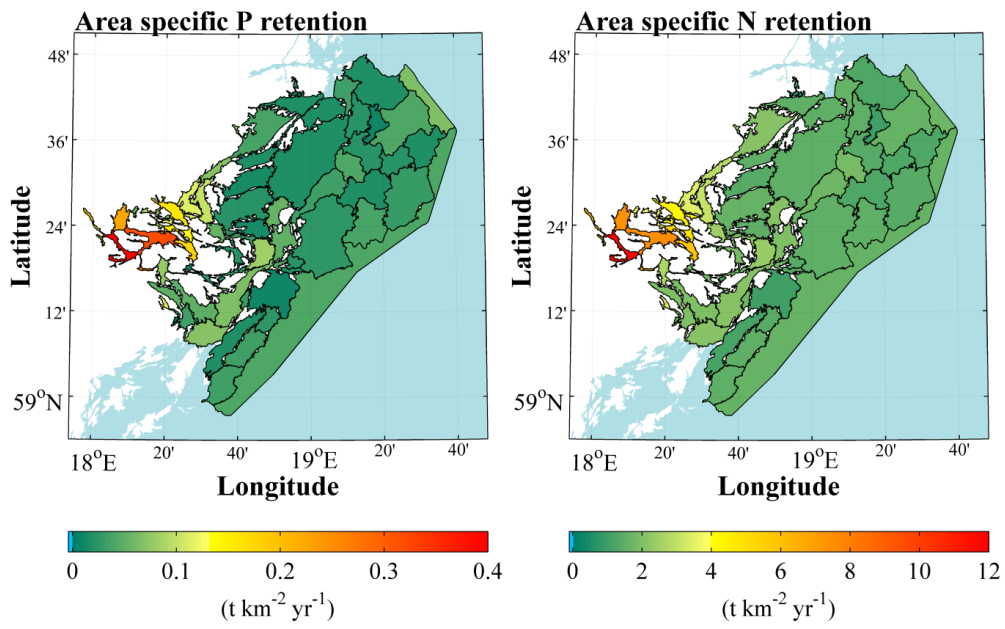 Area specific P retention
Latitude
48'
36'
24'
12'
59°N
18°E
20'
40'
19°E
20'
40'
Longitude
0
0.1
0.2
0.3
0.4
(t km⁻² yr⁻¹)
Area specific N retention
Latitude
48'
36'
24'
12'
59°N
18°E
20'
40'
19°E
20'
40'
Longitude
0
2
4
6
8
10
12
(t km⁻² yr⁻¹)